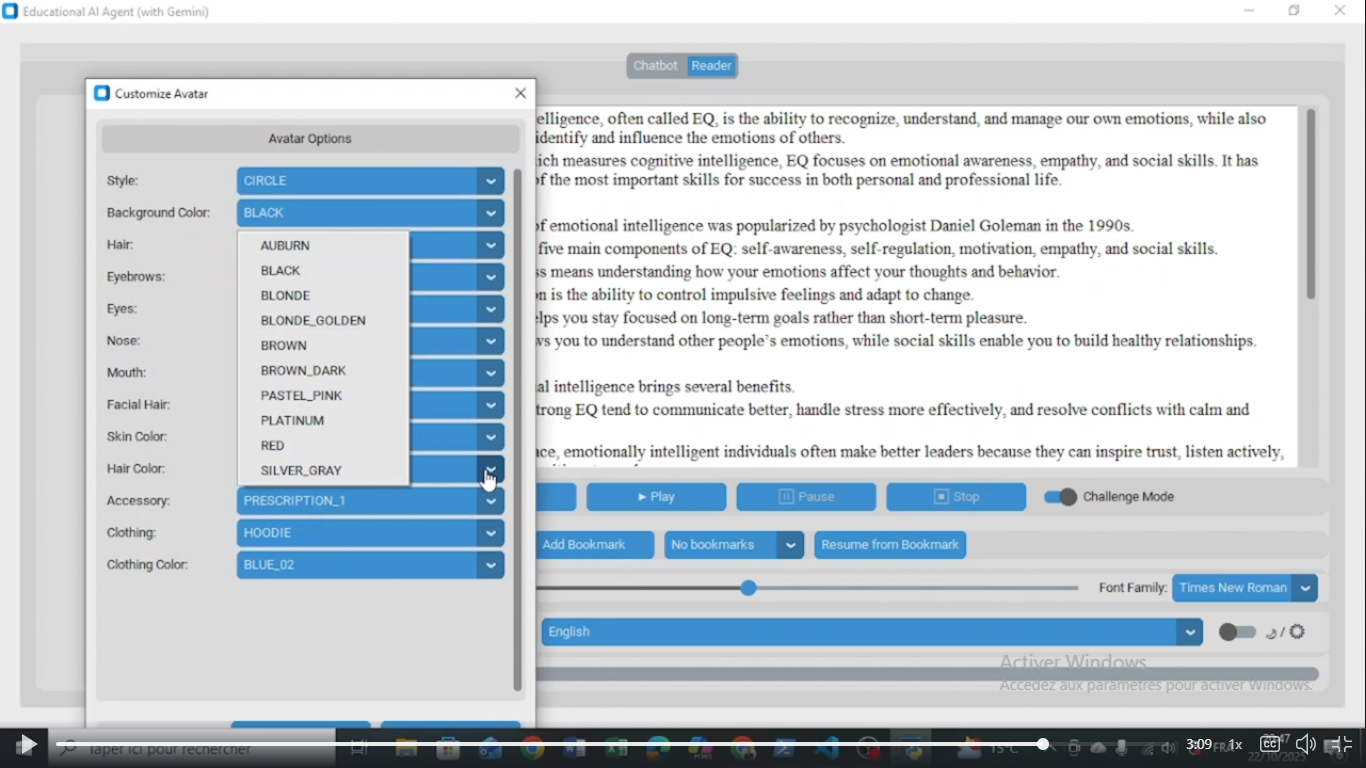 Educational AI Agent (with Gemini)
Chatbot Reader
Customize Avatar
Avatar Options
Style: CIRCLE
Background Color: BLACK
Hair:
Eyebrows:
Eyes:
Nose:
Mouth:
Facial Hair:
Skin Color:
Hair Color:
Accessory: PRESCRIPTION_1
Clothing: HOODIE
Clothing Color: BLUE_02
AUBURN
BLACK
BLONDE
BLONDE_GOLDEN
BROWN
BROWN_DARK
PASTEL_PINK
PLATINUM
RED
SILVER_GRAY
elligence, often called EQ, is the ability to recognize, understand, and manage our own emotions, while also
identify and influence the emotions of others.
ich measures cognitive intelligence, EQ focuses on emotional awareness, empathy, and social skills. It has
of the most important skills for success in both personal and professional life.
of emotional intelligence was popularized by psychologist Daniel Goleman in the 1990s.
five main components of EQ: self-awareness, self-regulation, motivation, empathy, and social skills.
ss means understanding how your emotions affect your thoughts and behavior.
n is the ability to control impulsive feelings and adapt to change.
elps you stay focused on long-term goals rather than short-term pleasure.
ws you to understand other people's emotions, while social skills enable you to build healthy relationships.
al intelligence brings several benefits.
trong EQ tend to communicate better, handle stress more effectively, and resolve conflicts with calm and
ce, emotionally intelligent individuals often make better leaders because they can inspire trust, listen actively,
Play Pause Stop Challenge Mode
Add Bookmark No bookmarks Resume from Bookmark
Font Family: Times New Roman
English
Activer Windows
Accédez aux paramètres pour activer Windows.
Taper ici pour rechercher
15°C 3:09 FRA 1x CC
22/10/2025